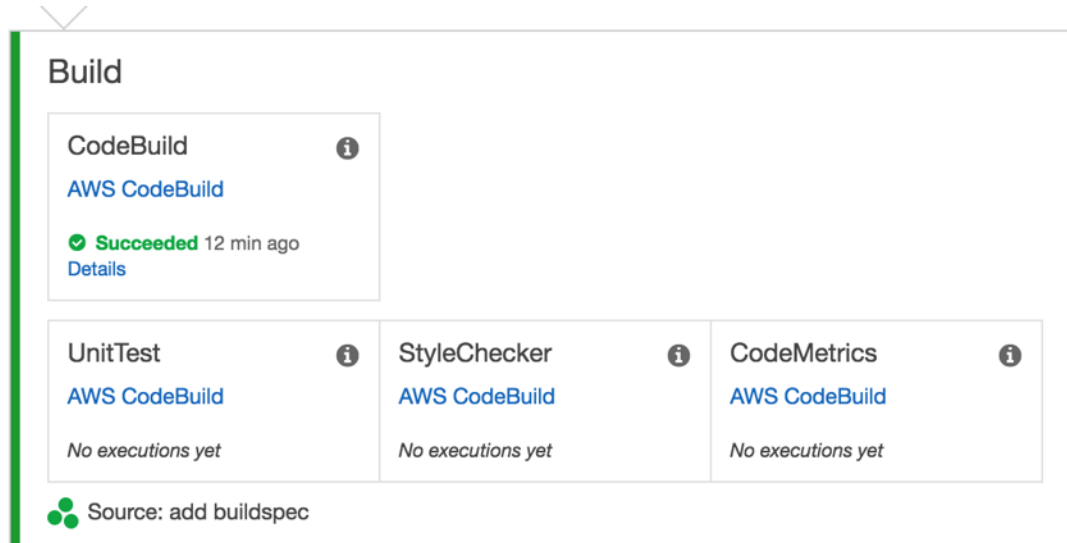 Build
CodeBuild
AWS CodeBuild
Succeeded 12 min ago
Details
UnitTest
AWS CodeBuild
No executions yet
StyleChecker
AWS CodeBuild
No executions yet
CodeMetrics
AWS CodeBuild
No executions yet
Source: add buildspec